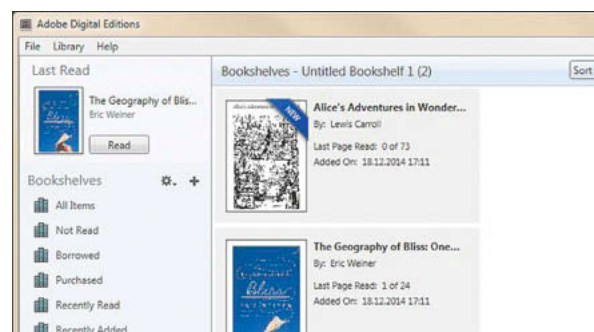 Adobe Digital Editions
File Library Help
Last Read
The Geography of Blis...
Eric Weiner
Read
Bookshelves
All Items
Not Read
Borrowed
Purchased
Recently Read
Recently Added
Bookshelves - Untitled Bookshelf 1 (2)
Sort
NEW
Alice's Adventures in Wonder...
By: Lewis Carroll
Last Page Read: 0 of 73
Added On: 18.12.2014 17:11
The Geography of Bliss: One...
By: Eric Weiner
Last Page Read: 1 of 24
Added On: 18.12.2014 17:11